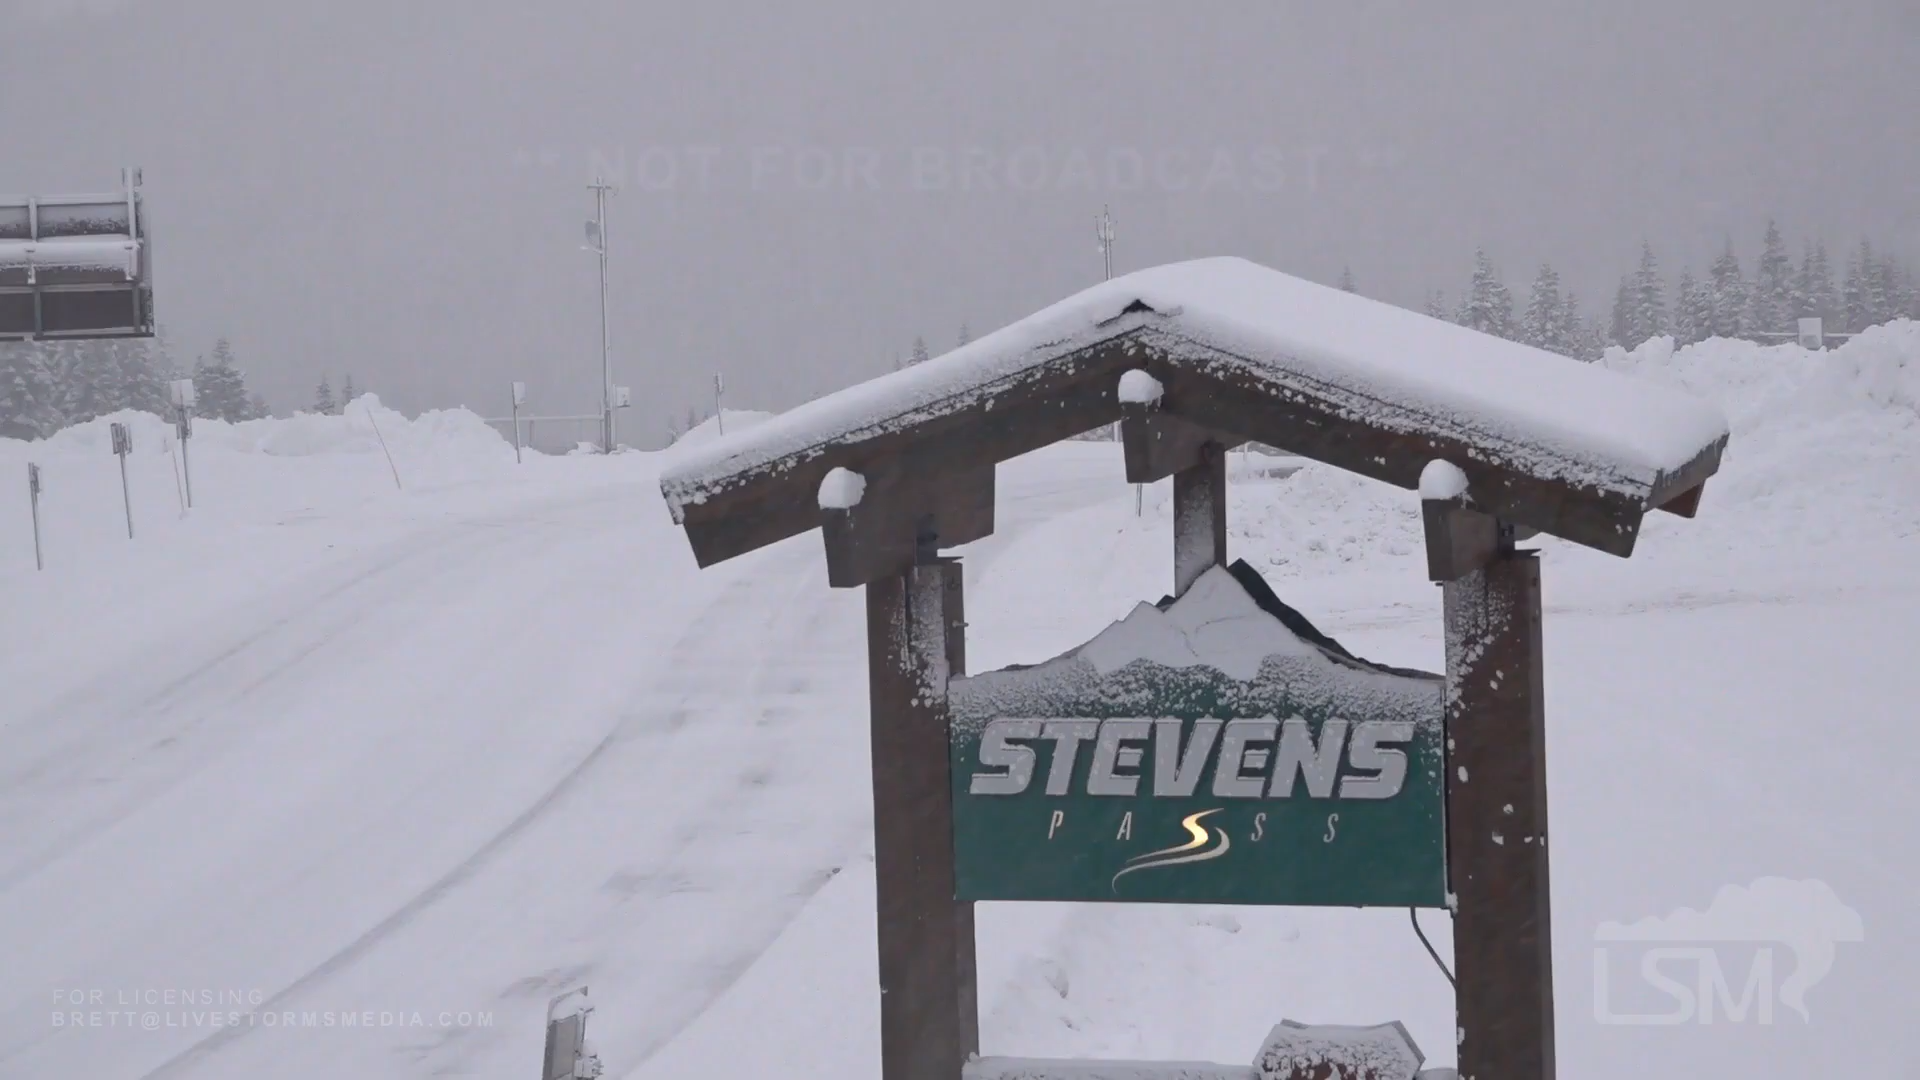 ** NOT FOR BROADCAST **
STEVENS
PASS
FOR LICENSING
BRETT@LIVESTORMSMEDIA.COM
LSM